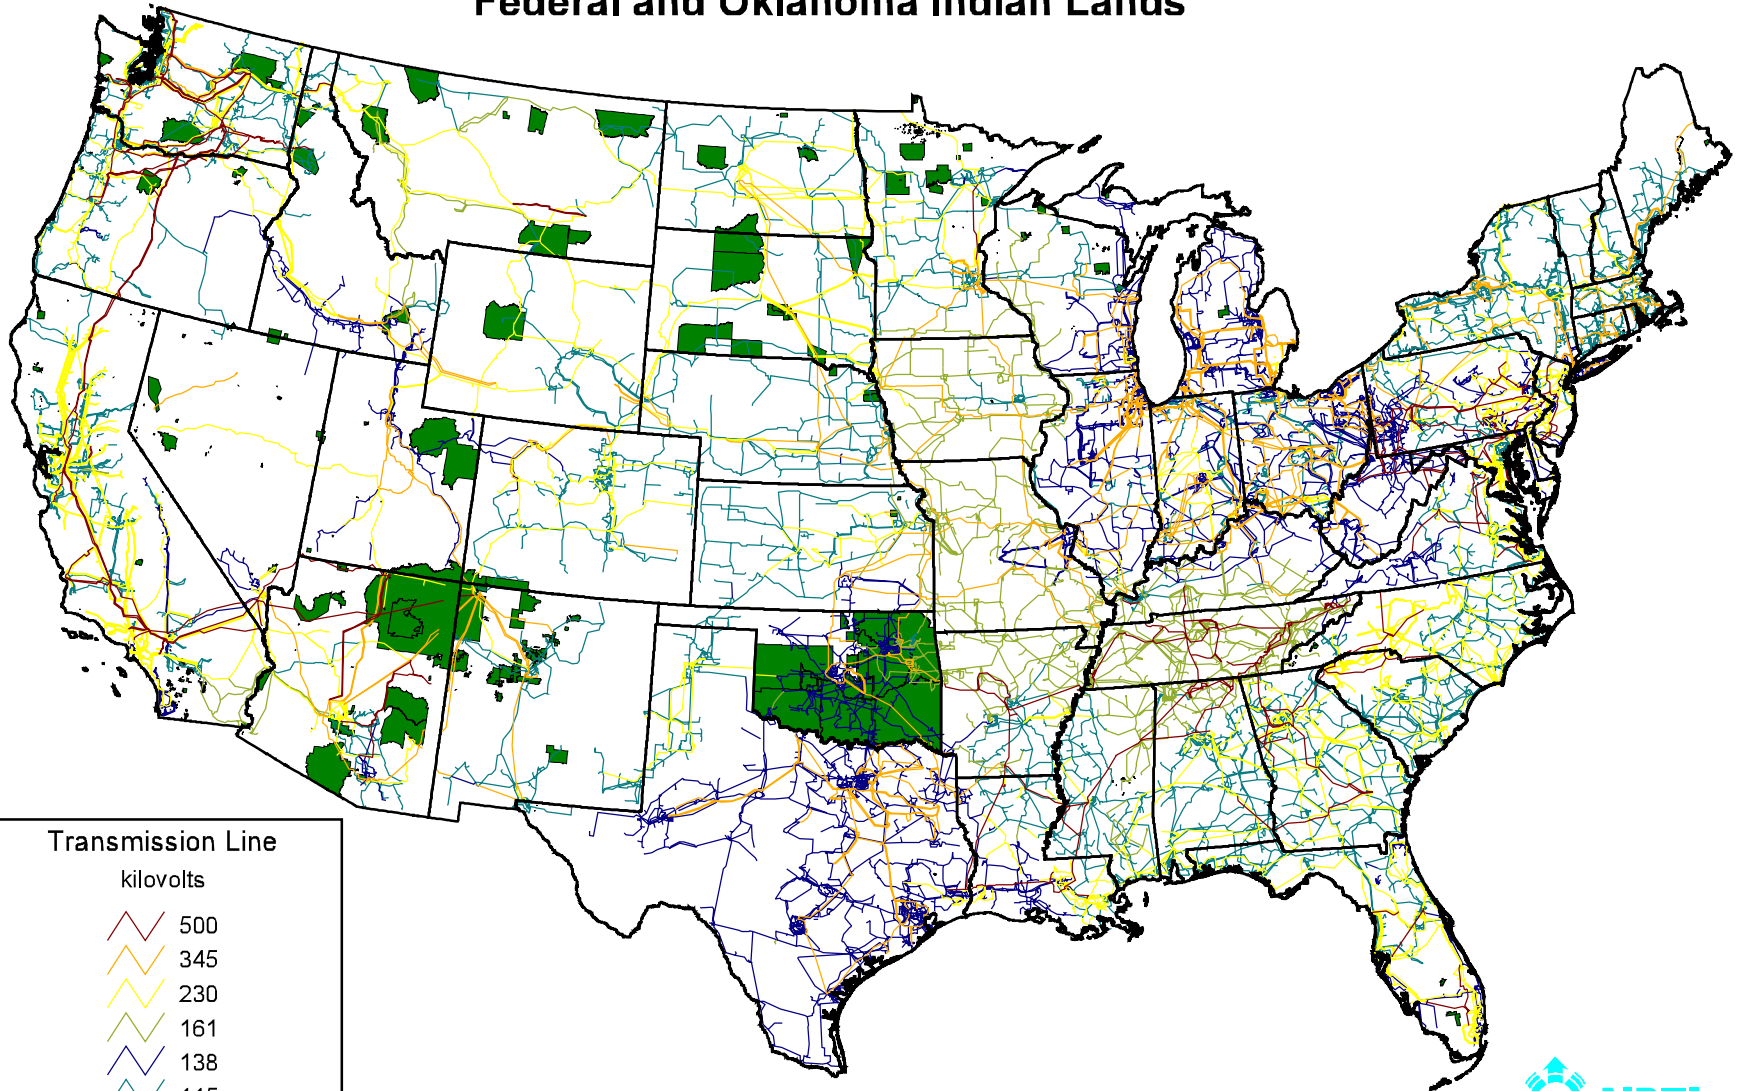 Federal and Oklahoma Indian Lands
Transmission Line
kilovolts
500
345
230
161
138